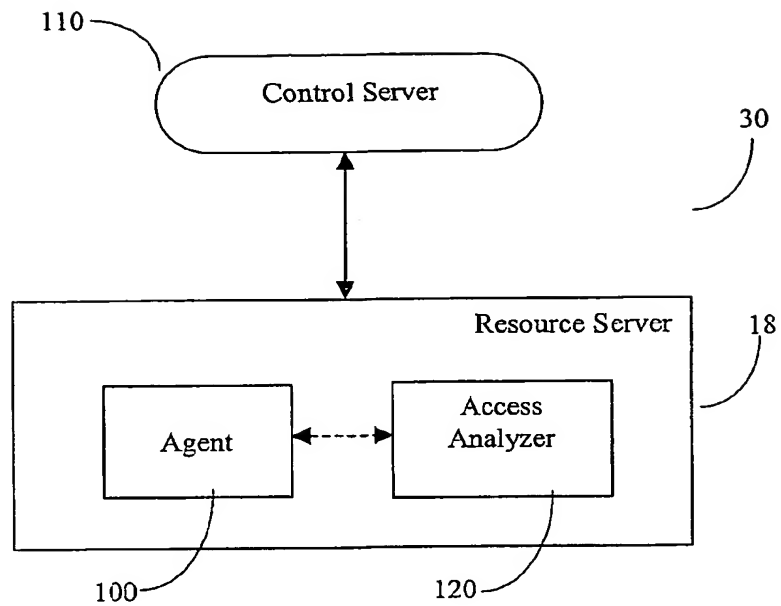 110
Control Server
30
Resource Server
18
Agent
Access
Analyzer
100
120